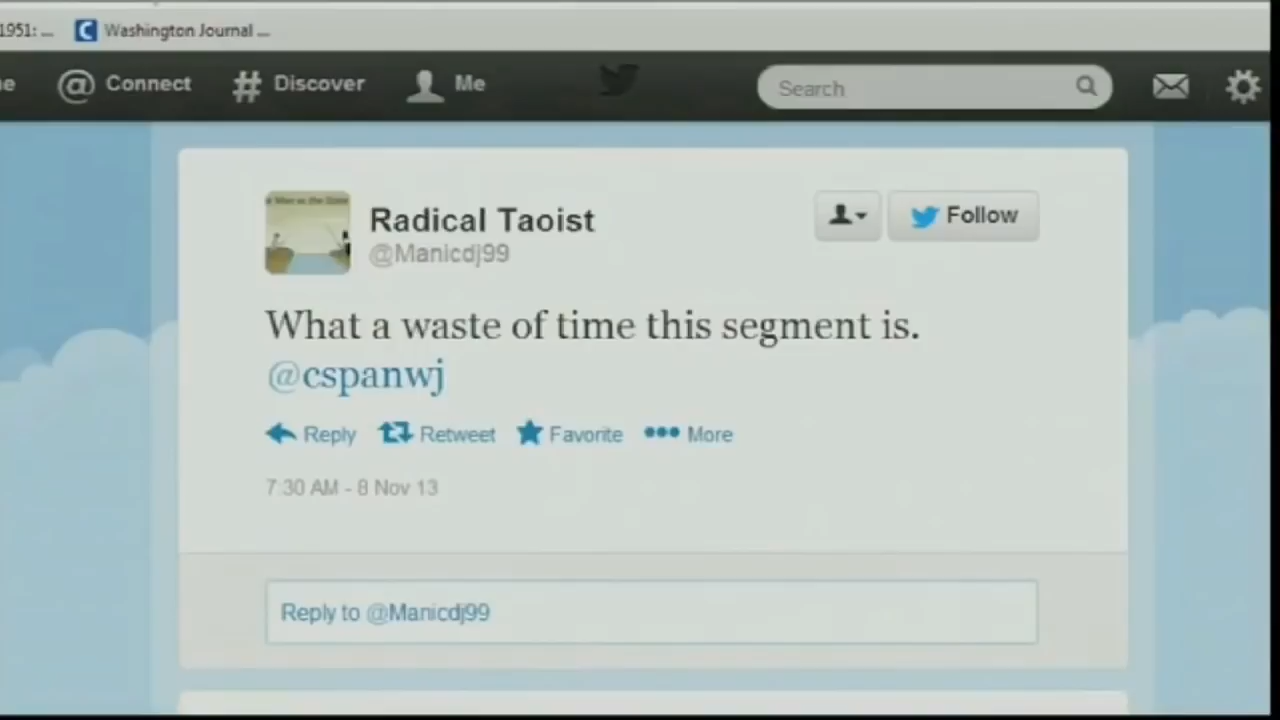 1951: ...
Washington Journal ...
e
@ Connect
# Discover
Me
Search
Radical Taoist
@Manicdj99
Follow
What a waste of time this segment is.
@cspanwj
Reply
Retweet
Favorite
••• More
7:30 AM - 8 Nov 13
Reply to @Manicdj99